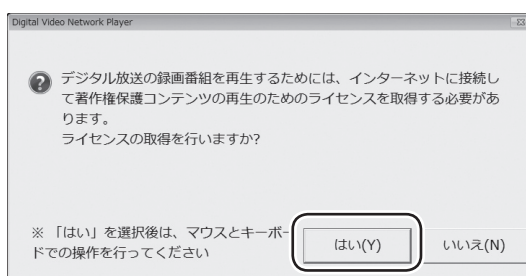 Digital Video Network Player
デジタル放送の録画番組を再生するためには、インターネットに接続し
て著作権保護コンテンツの再生のためのライセンスを取得する必要があ
ります。
ライセンスの取得を行いますか?
※ 「はい」を選択後は、マウスとキーボー
ドでの操作を行ってください
はい(Y)
いいえ(N)